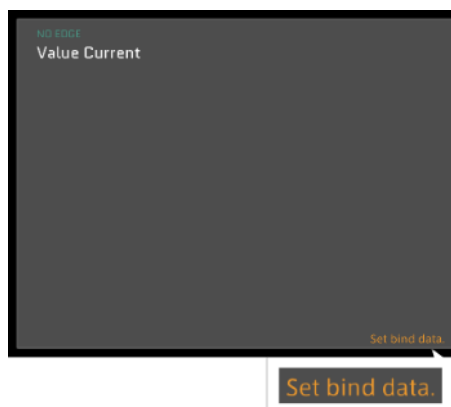 NO EDGE
Value Current
Set bind data.
Set bind data.